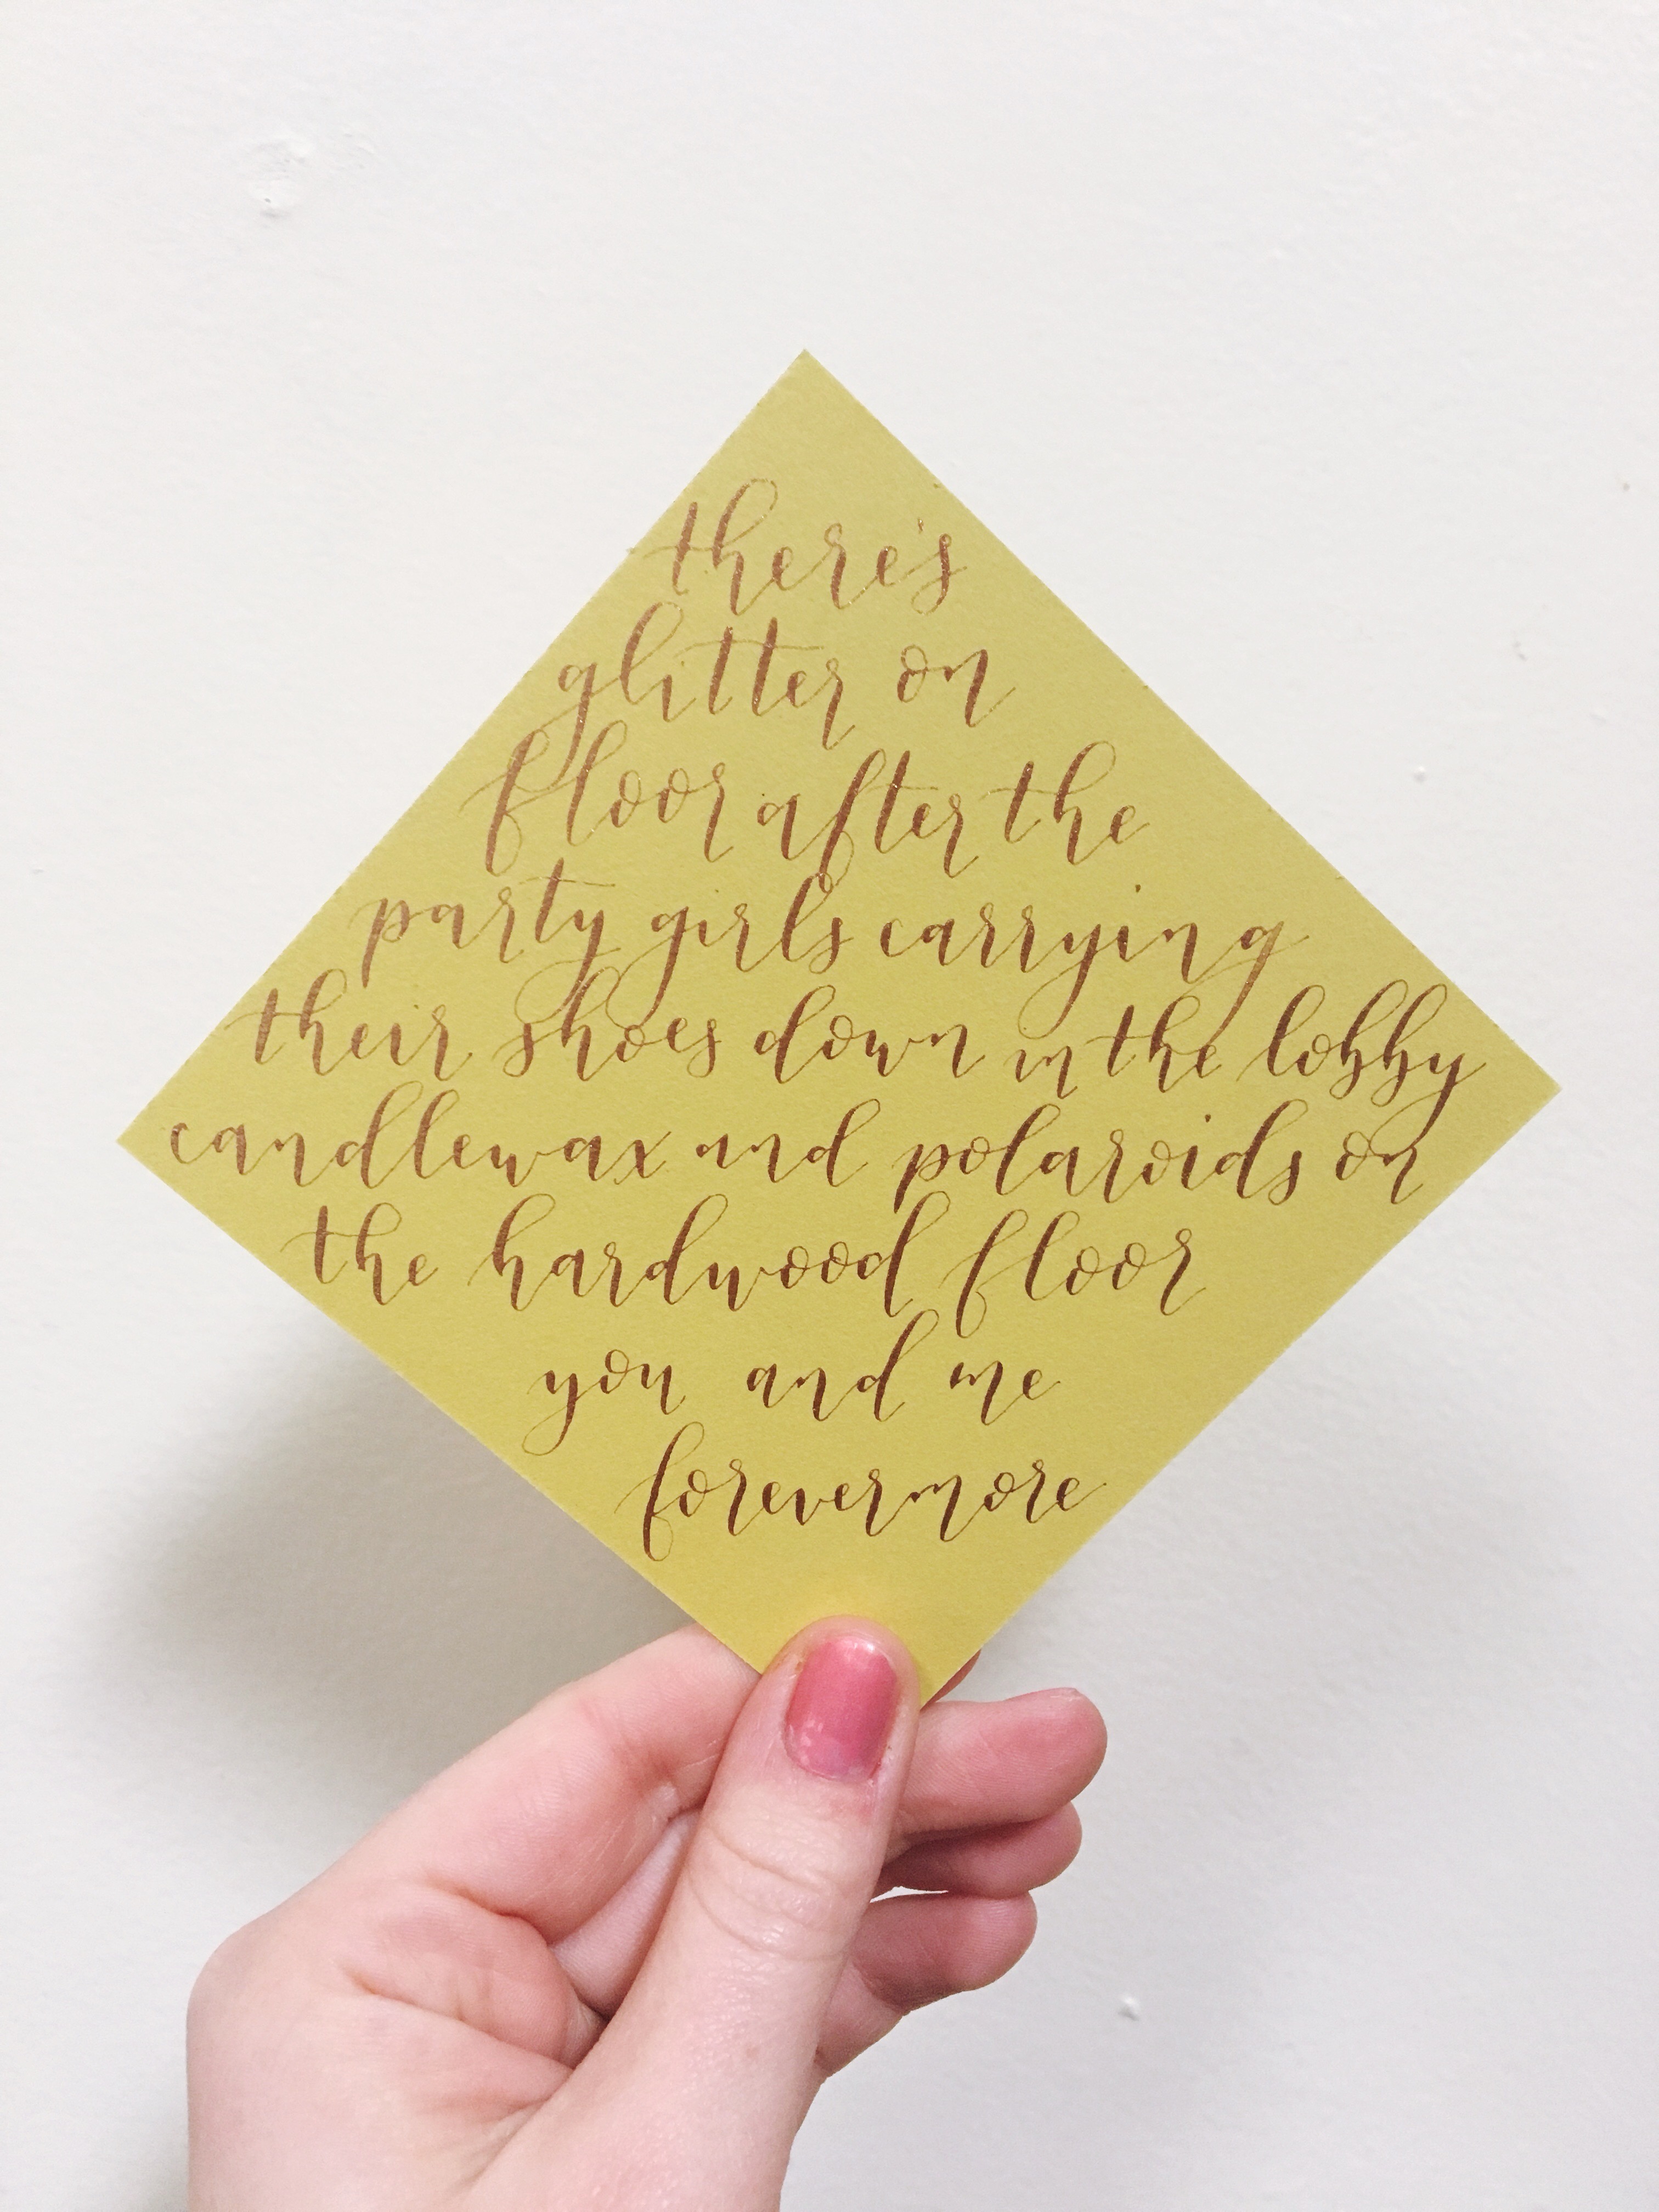 there's
glitter on
floor after the
party girls carrying
their shoes down in the lobby
candlewax and polaroids on
the hardwood floor
you and me
forevermore